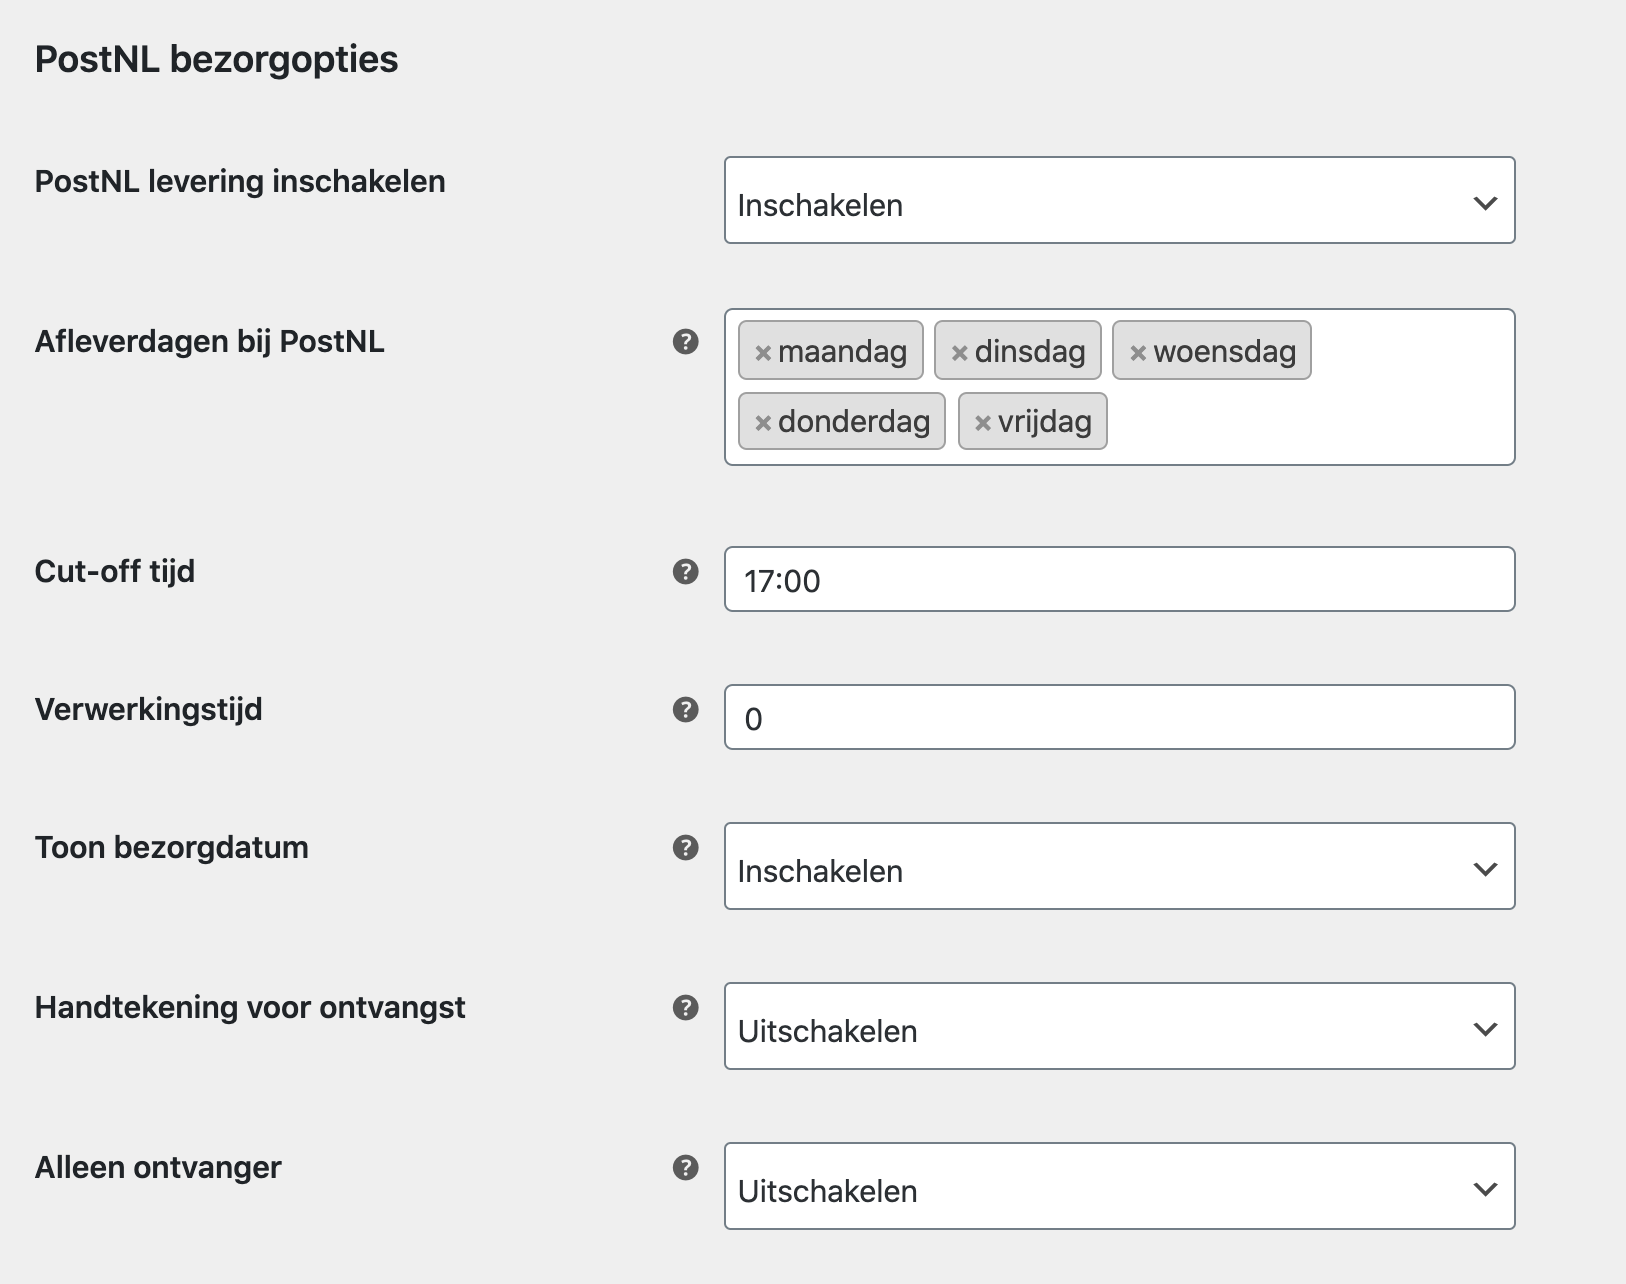 PostNL bezorgopties
PostNL levering inschakelen
Inschakelen
Afleverdagen bij PostNL
?
× maandag × dinsdag × woensdag
× donderdag × vrijdag
Cut-off tijd
?
17:00
Verwerkingstijd
?
0
Toon bezorgdatum
?
Inschakelen
Handtekening voor ontvangst
?
Uitschakelen
Alleen ontvanger
?
Uitschakelen